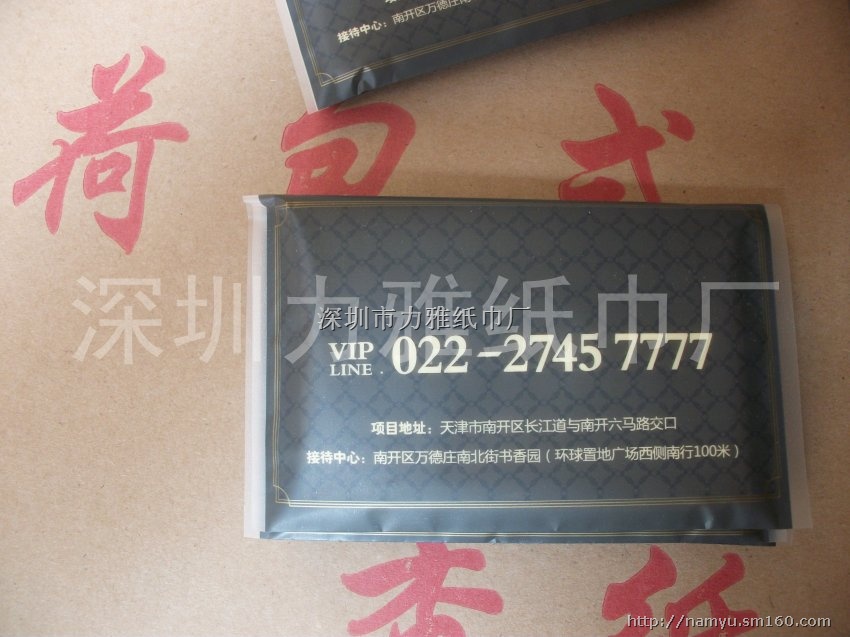 接待中心：南开区万德庄南
荷包式
深圳力雅纸巾厂
深圳市力雅纸巾厂
VIP LINE . 022-2745 7777
项目地址：天津市南开区长江道与南开六马路交口
接待中心：南开区万德庄南北街书香园（环球置地广场西侧南行100米）
http://namyu.sm160.com/